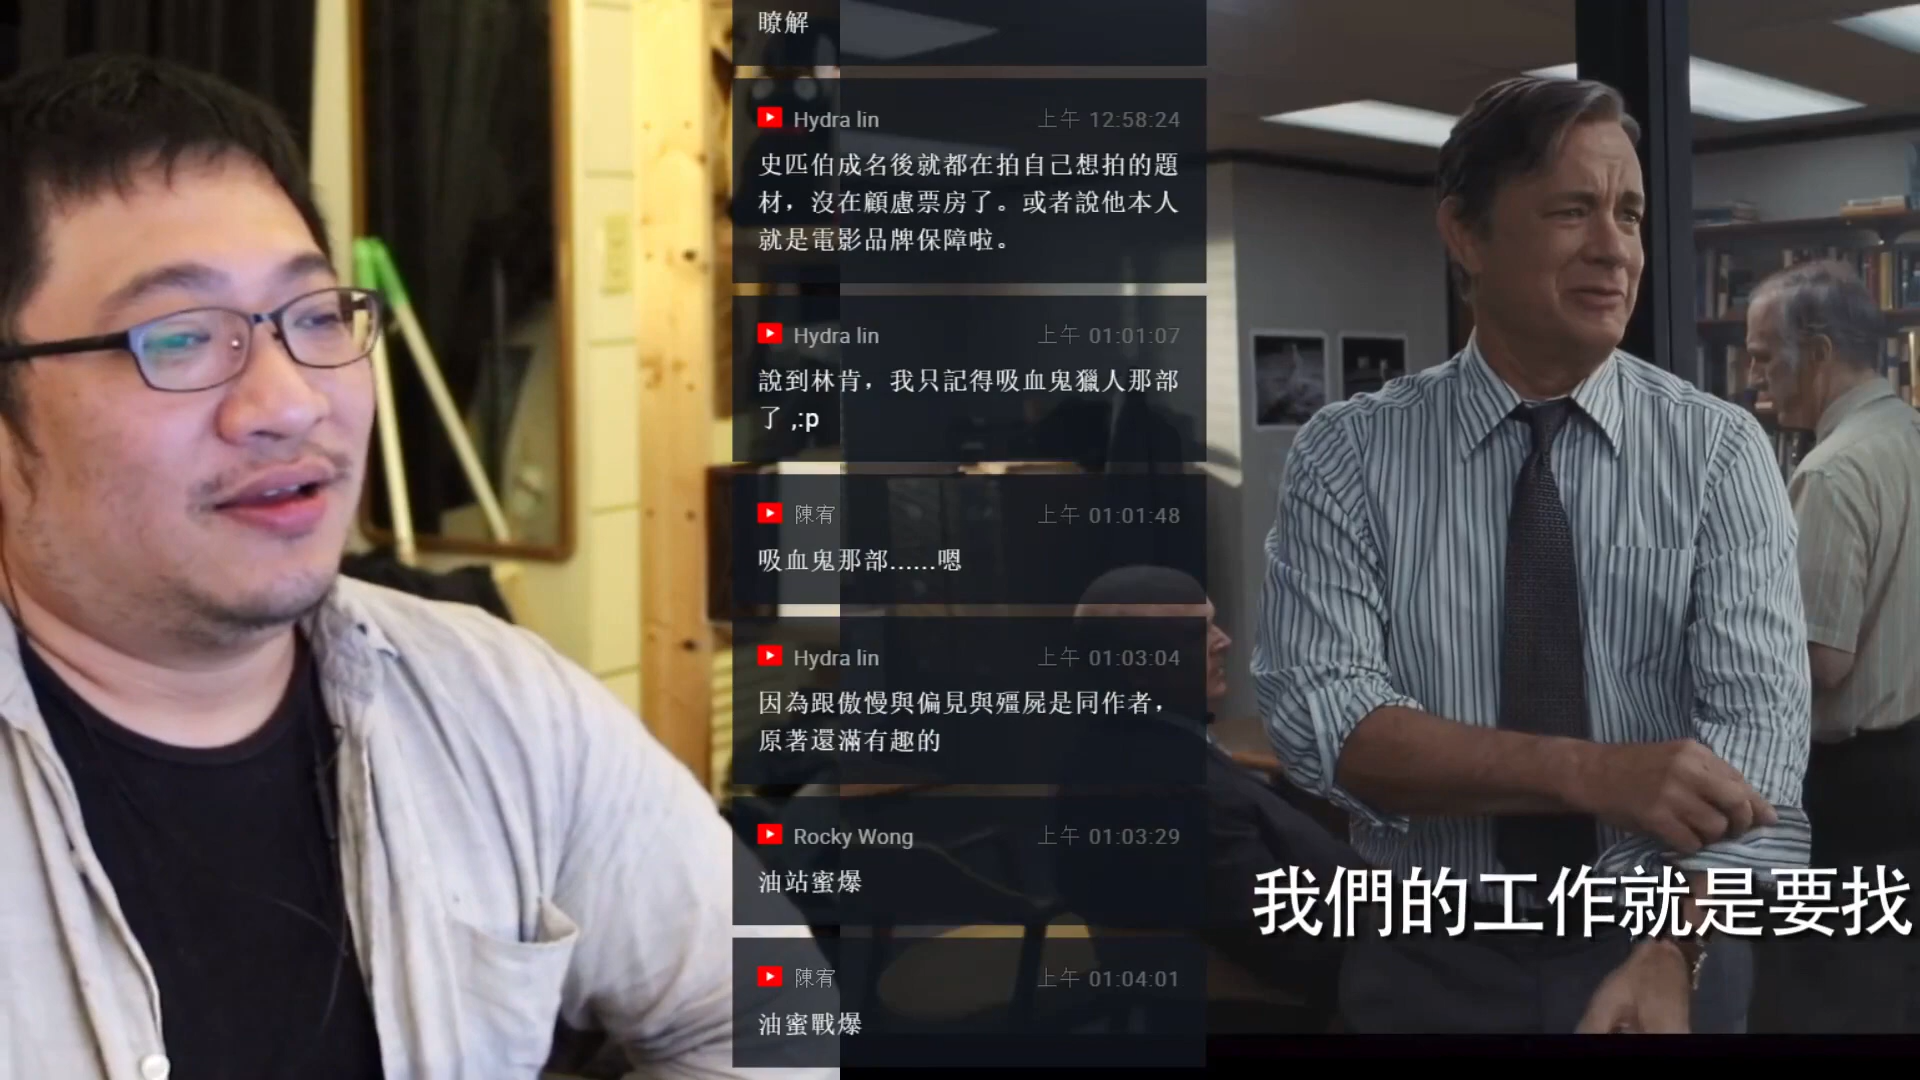 瞭解
Hydra lin 上午 12:58:24
史匹伯成名後就都在拍自己想拍的題
材，沒在顧慮票房了。或者說他本人
就是電影品牌保障啦。
Hydra lin 上午 01:01:07
說到林肯，我只記得吸血鬼獵人那部
了 ,:p
陳宥 上午 01:01:48
吸血鬼那部......嗯
Hydra lin 上午 01:03:04
因為跟傲慢與偏見與殭屍是同作者，
原著還滿有趣的
Rocky Wong 上午 01:03:29
油站蜜爆
陳宥 上午 01:04:01
油蜜戰爆
我們的工作就是要找